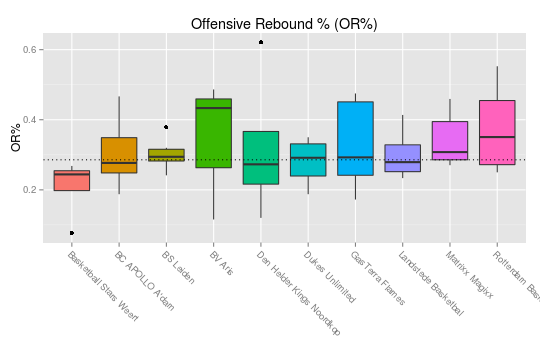 Offensive Rebound % (OR%)
OR%
0.6
0.4
0.2
Basketball Stars Weert
BC APOLLO A'dam
BS Leiden
BV Aris
Den Helder Kings Noordkop
Dukes Unlimited
GasTerra Flames
Landstede Basketbal
Matrixx Magixx
Rotterdam Bas